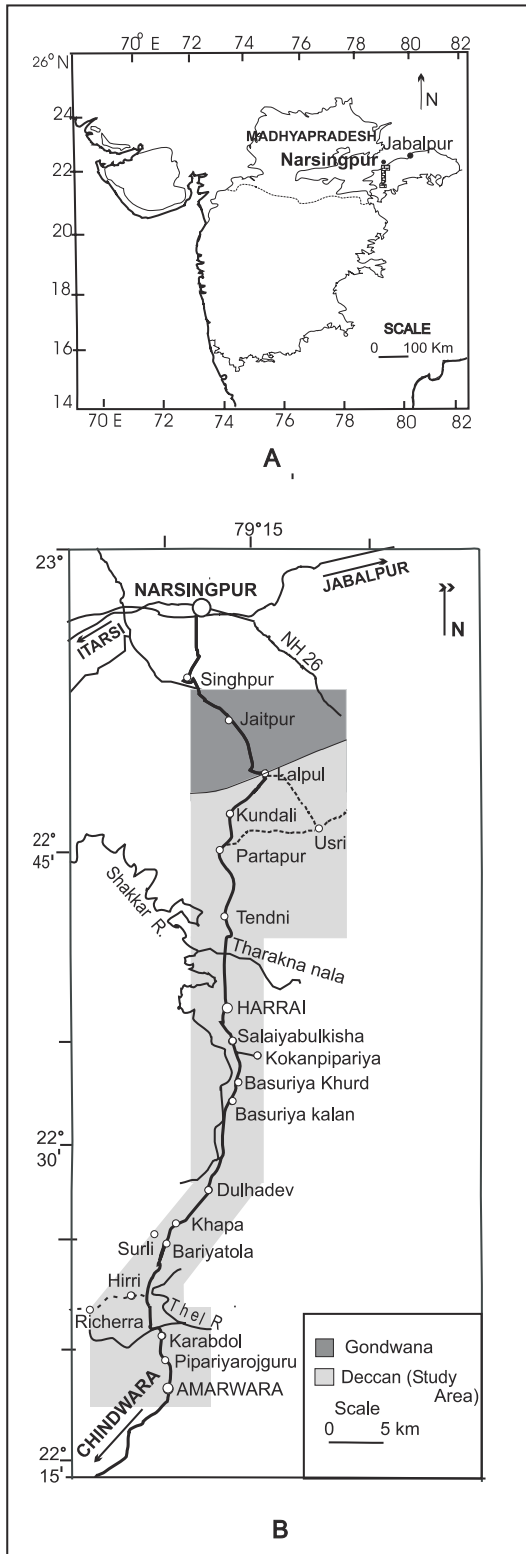 70° E 72 74 76 78 80 82
26° N
N
24
MADHYAPRADESH
Jabalpur
Narsingpur
22
20
18
SCALE
0 100 Km
16
14
70 E 72 74 76 78 80 82
A
79° 15
23°
JABALPUR
NARSINGPUR
N
ITARSI
NH 26
Singhpur
Jaitpur
Lalpul
Kundali
Usri
22°
45'
Partapur
Shakkar R.
Tendni
Tharakna nala
HARRAI
Salaiyabulkisha
Kokanpipariya
Basuriya Khurd
Basuriya kalan
22°
30'
Dulhadev
Khapa
Surli
Bariyatola
Hirri
Thel R
Richerra
Karabdol
Pipariyarojguru
AMARWARA
CHINDWARA
Gondwana
Deccan (Study
Area)
Scale
0 5 km
22°
15'
B